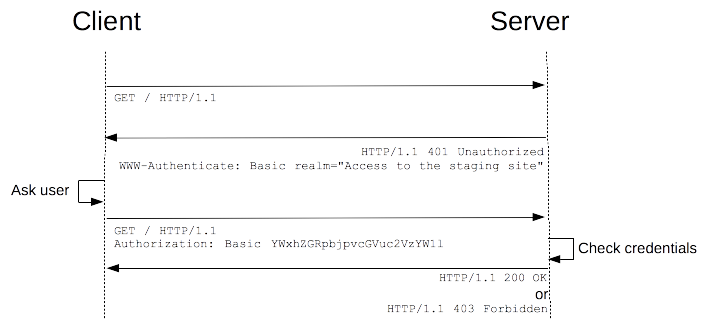 Client
Server
GET / HTTP/1.1
HTTP/1.1 401 Unauthorized
WWW-Authenticate: Basic realm="Access to the staging site"
Ask user
GET / HTTP/1.1
Authorization: Basic YWxhZGRpbjpvcGVuc2VzYW1l
Check credentials
HTTP/1.1 200 OK
or
HTTP/1.1 403 Forbidden